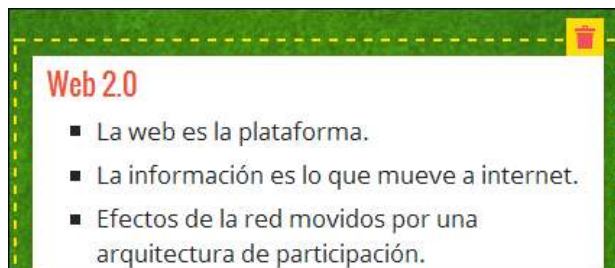 Web 2.0
La web es la plataforma.
La información es lo que mueve a internet.
Efectos de la red movidos por una
arquitectura de participación.